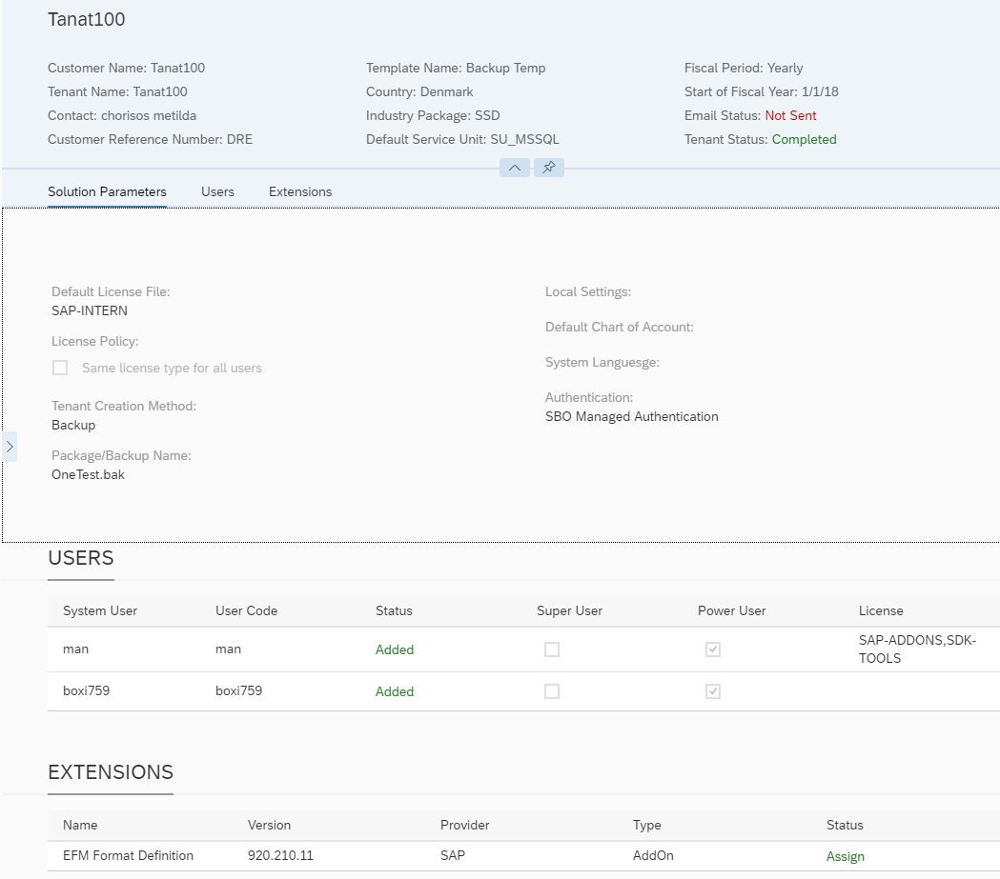 Tanat100
Customer Name: Tanat100
Template Name: Backup Temp
Fiscal Period: Yearly
Tenant Name: Tanat100
Country: Denmark
Start of Fiscal Year: 1/1/18
Contact: chorisos metilda
Industry Package: SSD
Email Status: Not Sent
Customer Reference Number: DRE
Default Service Unit: SU_MSSQL
Tenant Status: Completed
Solution Parameters
Users
Extensions
Default License File:
SAP-INTERN
License Policy:
Same license type for all users
Tenant Creation Method:
Backup
Package/Backup Name:
OneTest.bak
Local Settings:
Default Chart of Account:
System Languesge:
Authentication:
SBO Managed Authentication
USERS
System User
User Code
Status
Super User
Power User
License
man
man
Added
SAP-ADDONS,SDK-
TOOLS
boxi759
boxi759
Added
EXTENSIONS
Name
Version
Provider
Type
Status
EFM Format Definition
920.210.11
SAP
AddOn
Assign